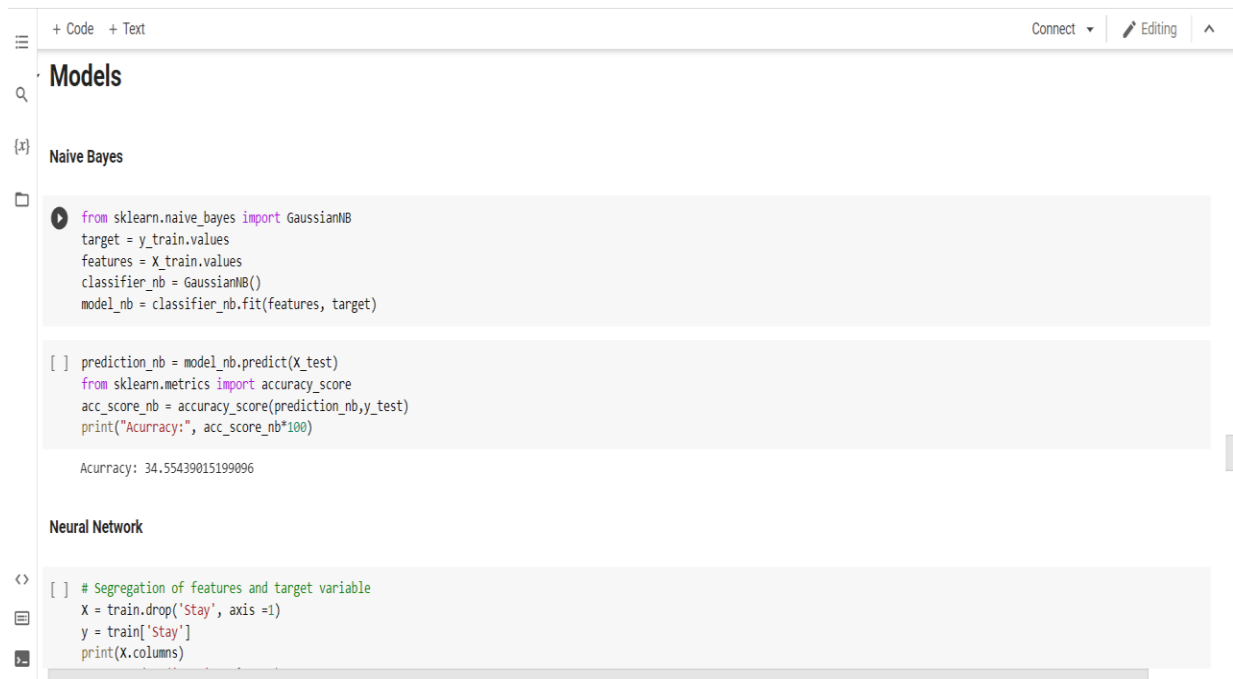 + Code + Text
Connect
Editing
Models
{x}
Naive Bayes
from sklearn.naive_bayes import GaussianNB
target = y_train.values
features = X_train.values
classifier_nb = GaussianNB()
model_nb = classifier_nb.fit(features, target)
[ ] prediction_nb = model_nb.predict(X_test)
from sklearn.metrics import accuracy_score
acc_score_nb = accuracy_score(prediction_nb,y_test)
print("Acurracy:", acc_score_nb*100)
Acurracy: 34.55439015199096
Neural Network
[ ] # Segregation of features and target variable
X = train.drop('Stay', axis =1)
y = train['Stay']
print(X.columns)